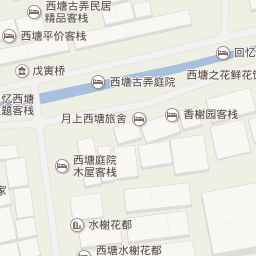 西塘古弄民居
精品客栈
西塘平价客栈
回忆
戊寅桥
西塘古弄庭院
西塘之花鲜花饼
忆西塘
主题客栈
月上西塘旅舍
香榭园客栈
西塘庭院
木屋客栈
家
水榭花都
西塘水榭花都